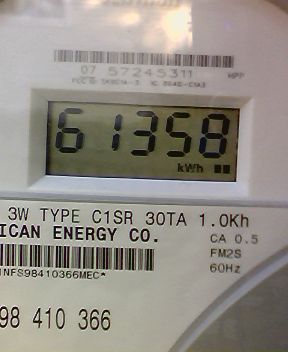 07 57245311 HPP
61358
kWh
3W TYPE C1SR 30TA 1.0Kh
ICAN ENERGY CO.
CA 0.5
FM2S
60Hz
INFS98410366MEC*
98 410 366